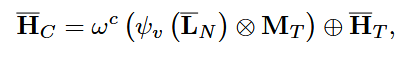 H̅_C = ω^c (ψ_v (L̅_N) ⊗ M_T) ⊕ H̅_T,